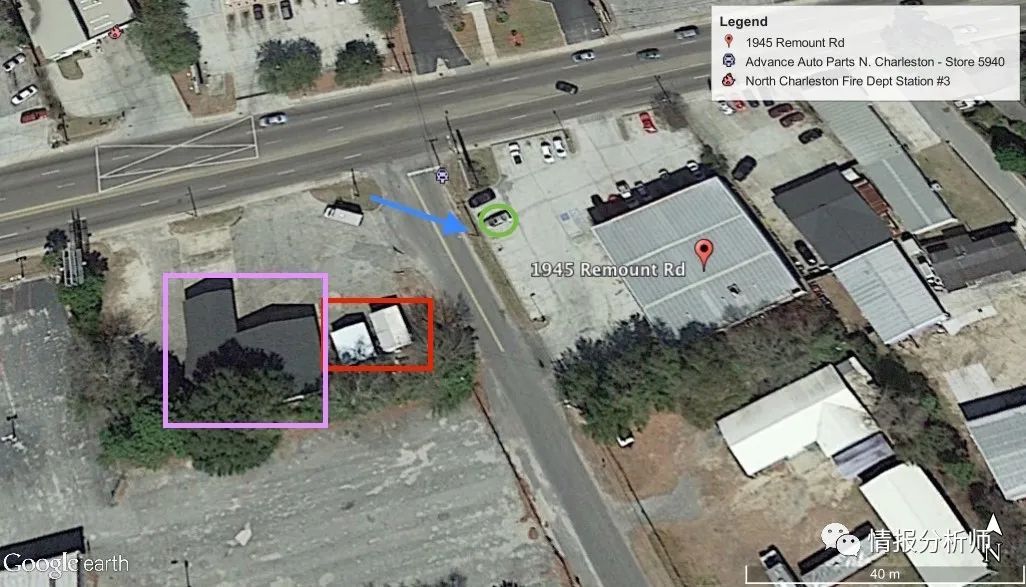 Legend
1945 Remount Rd
Advance Auto Parts N. Charleston - Store 5940
North Charleston Fire Dept Station #3
1945 Remount Rd
情报分析师
N
Google earth
40 m